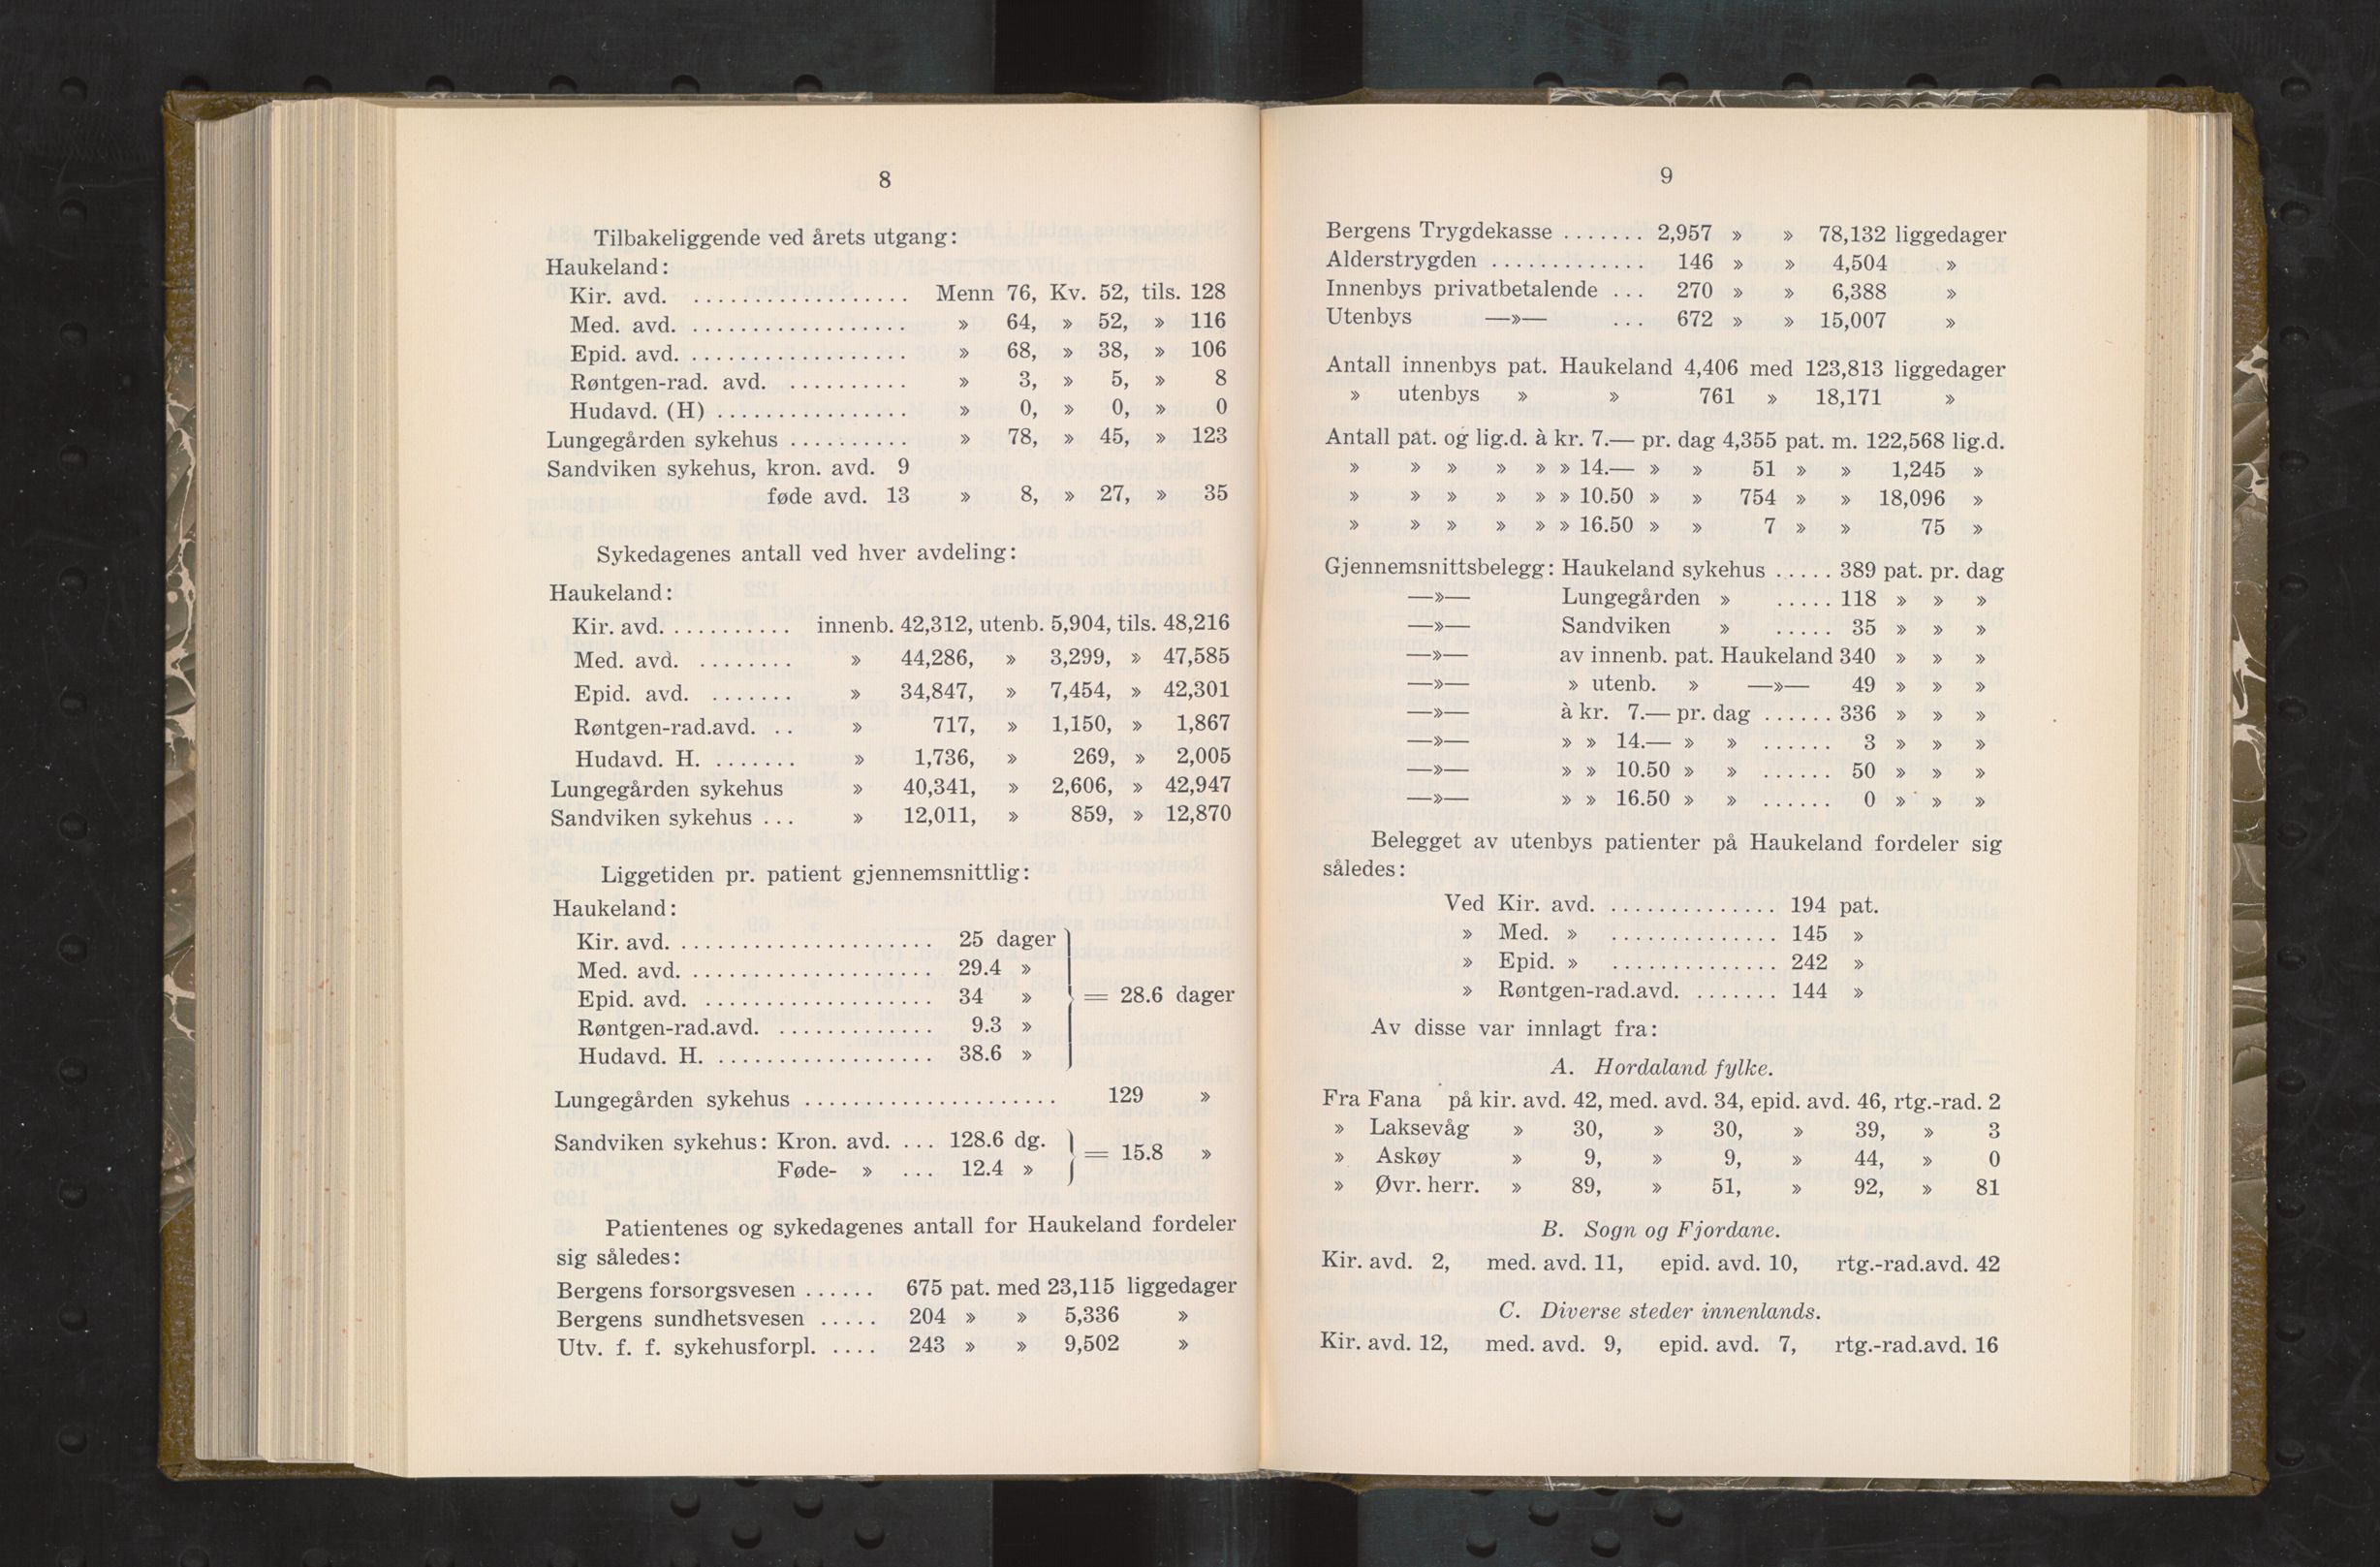 8
Tilbakeliggende ved årets utgang:
Haukeland:
Kir. avd. .................. Menn 76, Kv. 52, tils. 128
Med. avd. .................. » 64, » 52, » 116
Epid. avd. .................. » 68, » 38, » 106
Røntgen-rad. avd. .......... » 3, » 5, » 8
Hudavd. (H) ................ » 0, » 0, » 0
Lungegården sykehus .......... » 78, » 45, » 123
Sandviken sykehus, kron. avd. 9
føde avd. 13 » 8, » 27, » 35
Sykedagenes antall ved hver avdeling:
Haukeland:
Kir. avd. .......... innenb. 42,312, utenb. 5,904, tils. 48,216
Med. avd. ........ » 44,286, » 3,299, » 47,585
Epid. avd. ....... » 34,847, » 7,454, » 42,301
Røntgen-rad.avd. .. » 717, » 1,150, » 1,867
Hudavd. H. ....... » 1,736, » 269, » 2,005
Lungegården sykehus » 40,341, » 2,606, » 42,947
Sandviken sykehus ... » 12,011, » 859, » 12,870
Liggetiden pr. patient gjennemsnittlig:
Haukeland:
Kir. avd. ..................... 25 dager
Med. avd. .................... 29.4 »
Epid. avd. ................... 34 » = 28.6 dager
Røntgen-rad.avd. ............. 9.3 »
Hudavd. H. .................. 38.6 »
Lungegården sykehus ..................... 129 »
Sandviken sykehus: Kron. avd. ... 128.6 dg. = 15.8 »
Føde- » ... 12.4 »
Patientenes og sykedagenes antall for Haukeland fordeler
sig således:
Bergens forsorgsvesen ...... 675 pat. med 23,115 liggedager
Bergens sundhetsvesen ..... 204 » » 5,336 »
Utv. f. f. sykehusforpl. .... 243 » » 9,502 »
9
Bergens Trygdekasse ....... 2,957 » » 78,132 liggedager
Alderstrygden ............. 146 » » 4,504 »
Innenbys privatbetalende ... 270 » » 6,388 »
Utenbys —»— ... 672 » » 15,007 »
Antall innenbys pat. Haukeland 4,406 med 123,813 liggedager
» utenbys » » 761 » 18,171 »
Antall pat. og lig.d. à kr. 7.— pr. dag 4,355 pat. m. 122,568 lig.d.
» » » » » » 14.— » » 51 » » 1,245 »
» » » » » » 10.50 » » 754 » » 18,096 »
» » » » » » 16.50 » » 7 » » 75 »
Gjennemsnittsbelegg: Haukeland sykehus ..... 389 pat. pr. dag
—»— Lungegården » ..... 118 » » »
—»— Sandviken » ..... 35 » » »
—»— av innenb. pat. Haukeland 340 » » »
—»— » utenb. » —»— 49 » » »
—»— à kr. 7.— pr. dag ...... 336 » » »
—»— » » 14.— » » ...... 3 » » »
—»— » » 10.50 » » ...... 50 » » »
—»— » » 16.50 » » ...... 0 » » »
Belegget av utenbys patienter på Haukeland fordeler sig
således:
Ved Kir. avd. .............. 194 pat.
» Med. » .............. 145 »
» Epid. » .............. 242 »
» Røntgen-rad.avd. ....... 144 »
Av disse var innlagt fra:
A. Hordaland fylke.
Fra Fana på kir. avd. 42, med. avd. 34, epid. avd. 46, rtg.-rad. 2
» Laksevåg » 30, » 30, » 39, » 3
» Askøy » 9, » 9, » 44, » 0
» Øvr. herr. » 89, » 51, » 92, » 81
B. Sogn og Fjordane.
Kir. avd. 2, med. avd. 11, epid. avd. 10, rtg.-rad.avd. 42
C. Diverse steder innenlands.
Kir. avd. 12, med. avd. 9, epid. avd. 7, rtg.-rad.avd. 16